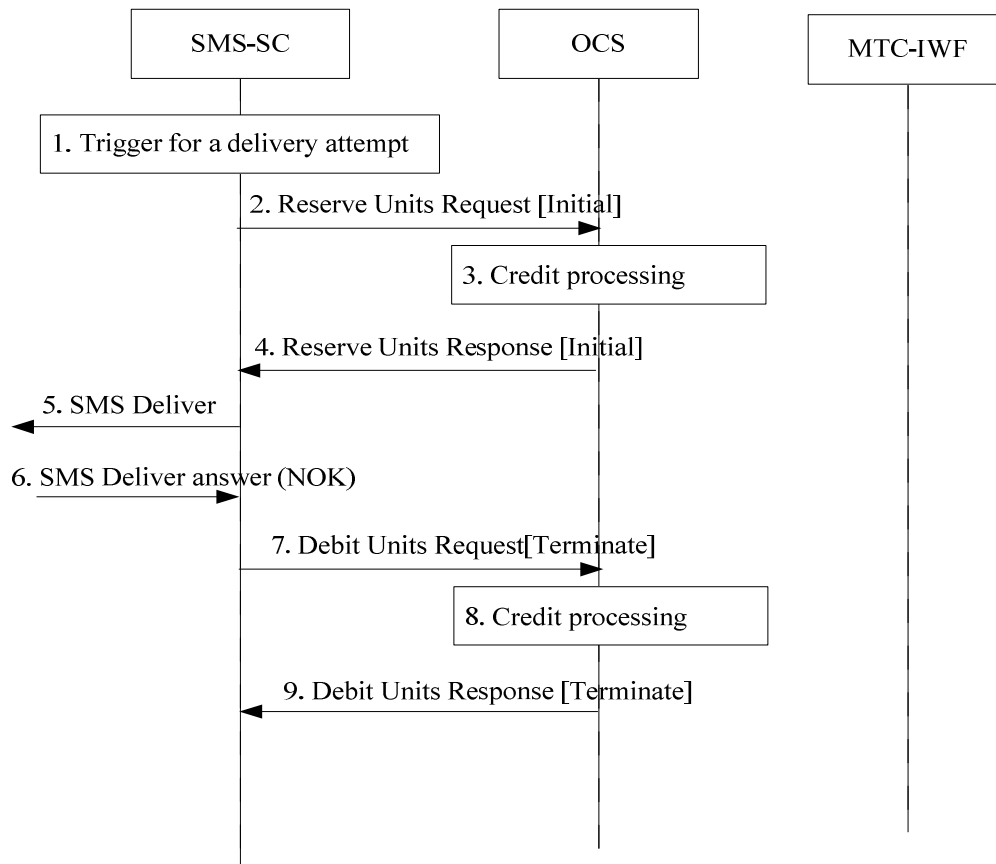 SMS-SC
OCS
MTC-IWF
1. Trigger for a delivery attempt
2. Reserve Units Request [Initial]
3. Credit processing
4. Reserve Units Response [Initial]
5. SMS Deliver
6. SMS Deliver answer (NOK)
7. Debit Units Request[Terminate]
8. Credit processing
9. Debit Units Response [Terminate]